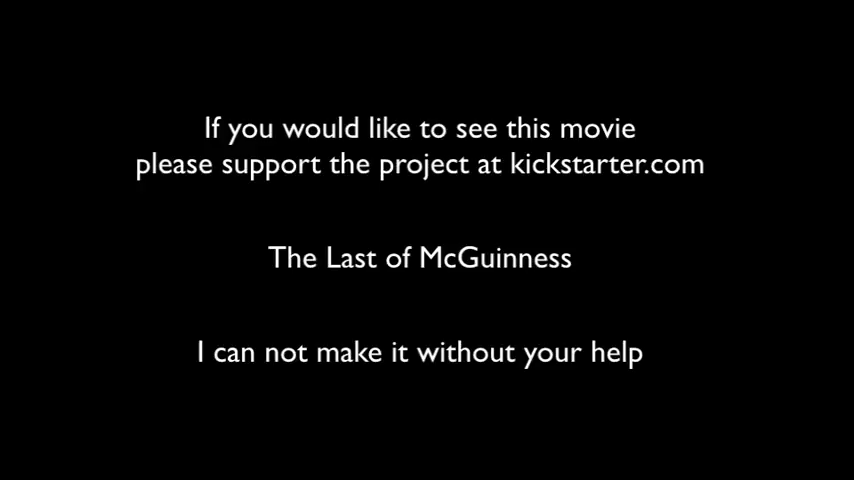 If you would like to see this movie
please support the project at kickstarter.com
The Last of McGuinness
I can not make it without your help